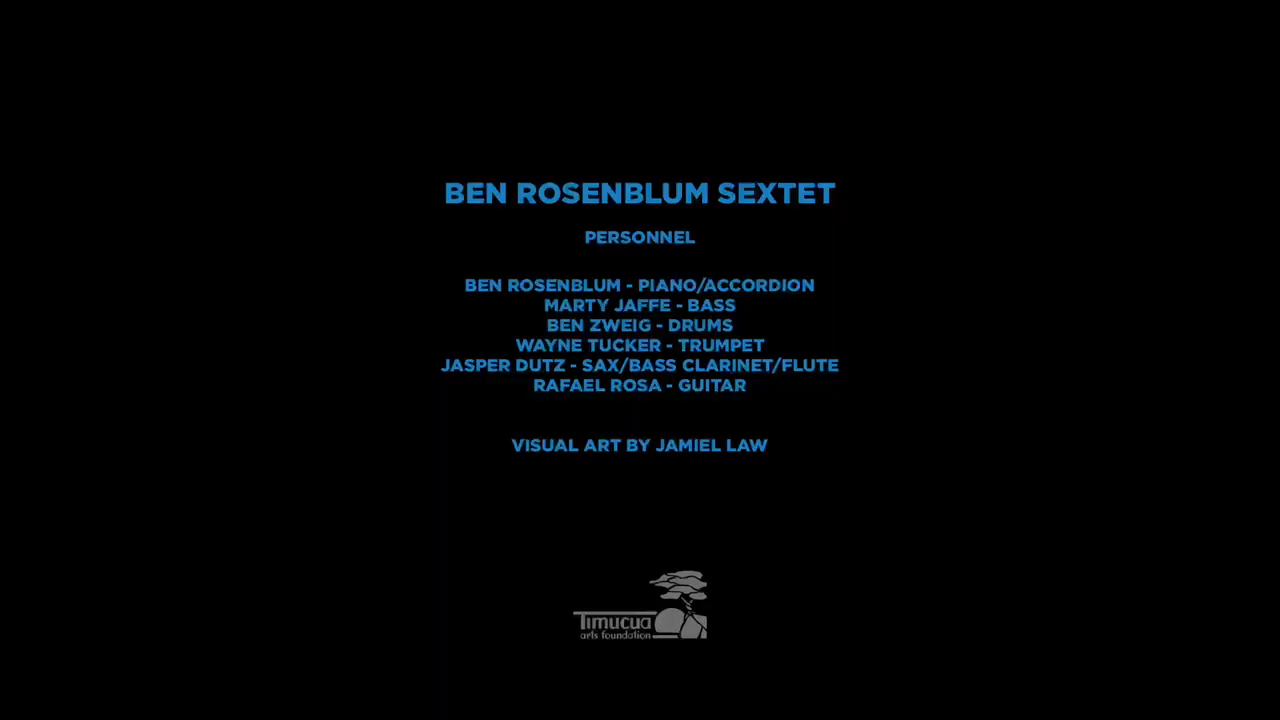 BEN ROSENBLUM SEXTET
PERSONNEL
BEN ROSENBLUM - PIANO/ACCORDION
MARTY JAFFE - BASS
BEN ZWEIG - DRUMS
WAYNE TUCKER - TRUMPET
JASPER DUTZ - SAX/BASS CLARINET/FLUTE
RAFAEL ROSA - GUITAR
VISUAL ART BY JAMIEL LAW
Timucua
arts foundation